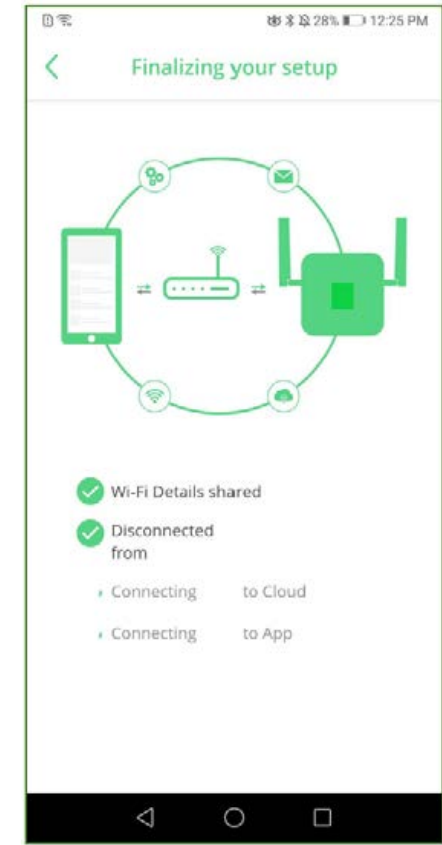 28% 12:25 PM
Finalizing your setup
Wi-Fi Details shared
Disconnected
from
Connecting to Cloud
Connecting to App